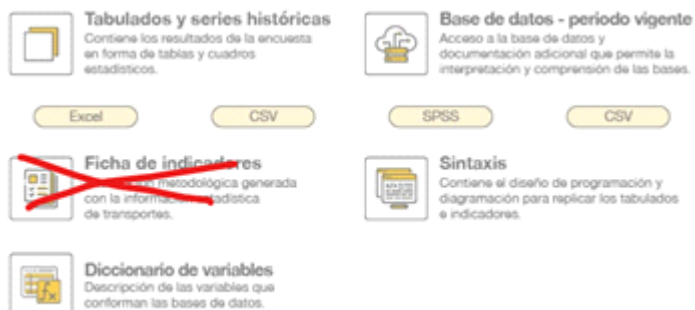 Tabulados y series históricas
Contiene los resultados de la encuesta
en forma de tablas y cuadros
estadísticos.
Excel
CSV
Base de datos - periodo vigente
Acceso a la base de datos y
documentación adicional que permite la
interpretación y comprensión de las bases.
SPSS
CSV
Ficha de indicadores
metodológica generada
con la información estadística
de transportes.
Sintaxis
Contiene el diseño de programación y
diagramación para replicar los tabulados
e indicadores.
Diccionario de variables
Descripción de las variables que
conforman las bases de datos.